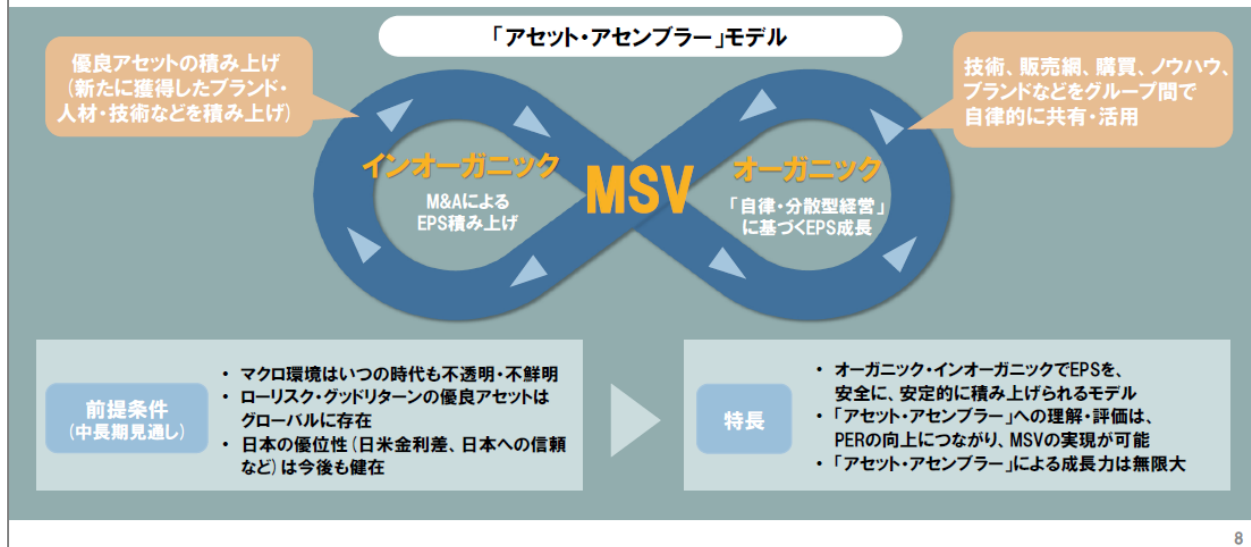 「アセット・アセンブラー」モデル
優良アセットの積み上げ
(新たに獲得したブランド・
人材・技術などを積み上げ)
技術、販売網、購買、ノウハウ、
ブランドなどをグループ間で
自律的に共有・活用
インオーガニック
M&Aによる
EPS積み上げ
MSV
オーガニック
「自律・分散型経営」
に基づくEPS成長
前提条件
(中長期見通し)
• マクロ環境はいつの時代も不透明・不鮮明
• ローリスク・グッドリターンの優良アセットは
グローバルに存在
• 日本の優位性(日米金利差、日本への信頼
など)は今後も健在
特長
• オーガニック・インオーガニックでEPSを、
安全に、安定的に積み上げられるモデル
• 「アセット・アセンブラー」への理解・評価は、
PERの向上につながり、MSVの実現が可能
• 「アセット・アセンブラー」による成長力は無限大
8